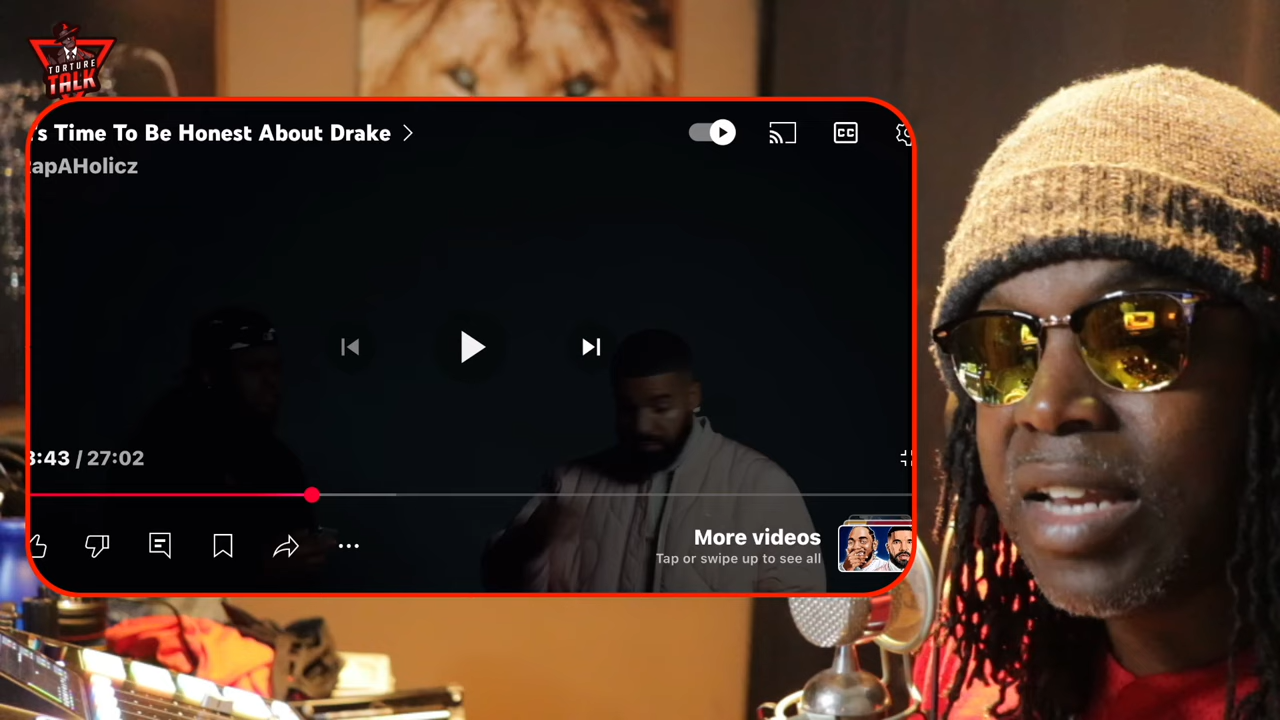 TORTURE
TALK
's Time To Be Honest About Drake
apAHolicz
CC
:43 / 27:02
More videos
Tap or swipe up to see all